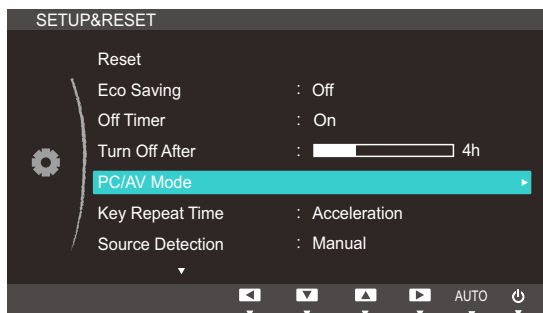 SETUP&RESET
Reset
Eco Saving : Off
Off Timer : On
Turn Off After : 4h
PC/AV Mode
Key Repeat Time : Acceleration
Source Detection : Manual
AUTO